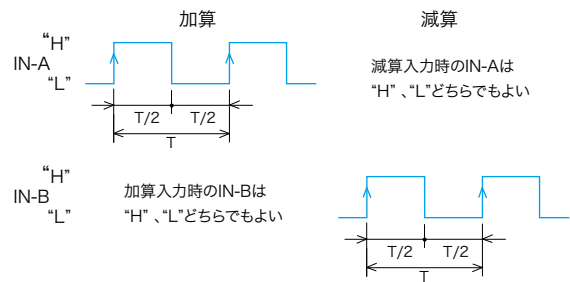 加算 減算
“H”
IN-A
“L”
減算入力時のIN-Aは
“H” 、“L”どちらでもよい
T/2 T/2
T
“H”
IN-B
“L”
加算入力時のIN-Bは
“H” 、“L”どちらでもよい
T/2 T/2
T